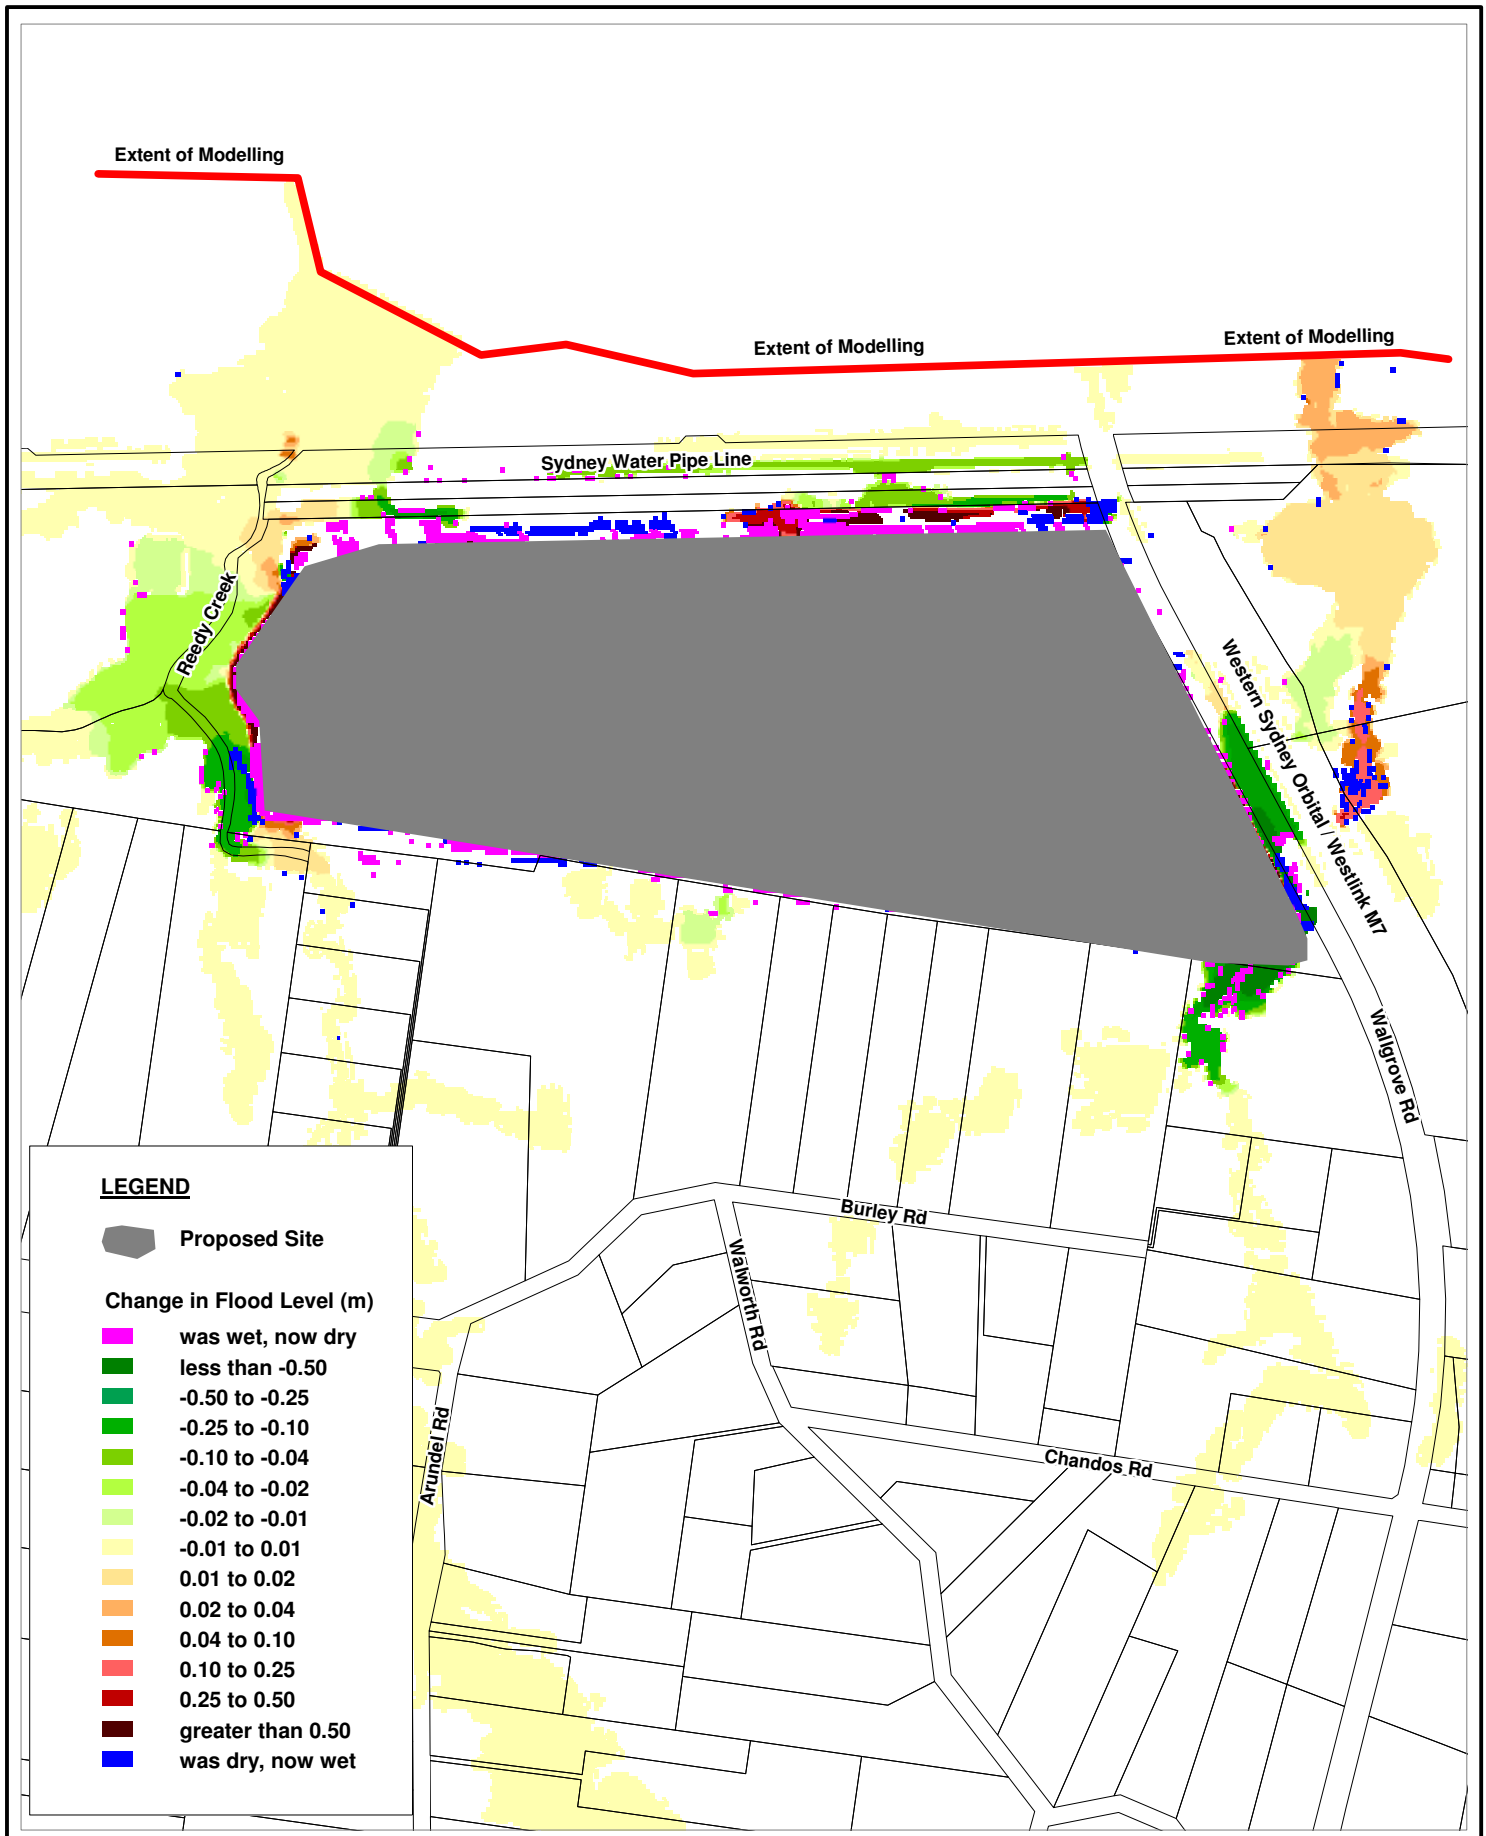 Extent of Modelling
Extent of Modelling
Extent of Modelling
Sydney Water Pipe Line
Reedy Creek
Western Sydney Orbital / Westlink M7
Wallgrove Rd
Burley Rd
Walworth Rd
Chandos Rd
Arundel Rd
LEGEND
Proposed Site
Change in Flood Level (m)
was wet, now dry
less than -0.50
-0.50 to -0.25
-0.25 to -0.10
-0.10 to -0.04
-0.04 to -0.02
-0.02 to -0.01
-0.01 to 0.01
0.01 to 0.02
0.02 to 0.04
0.04 to 0.10
0.10 to 0.25
0.25 to 0.50
greater than 0.50
was dry, now wet